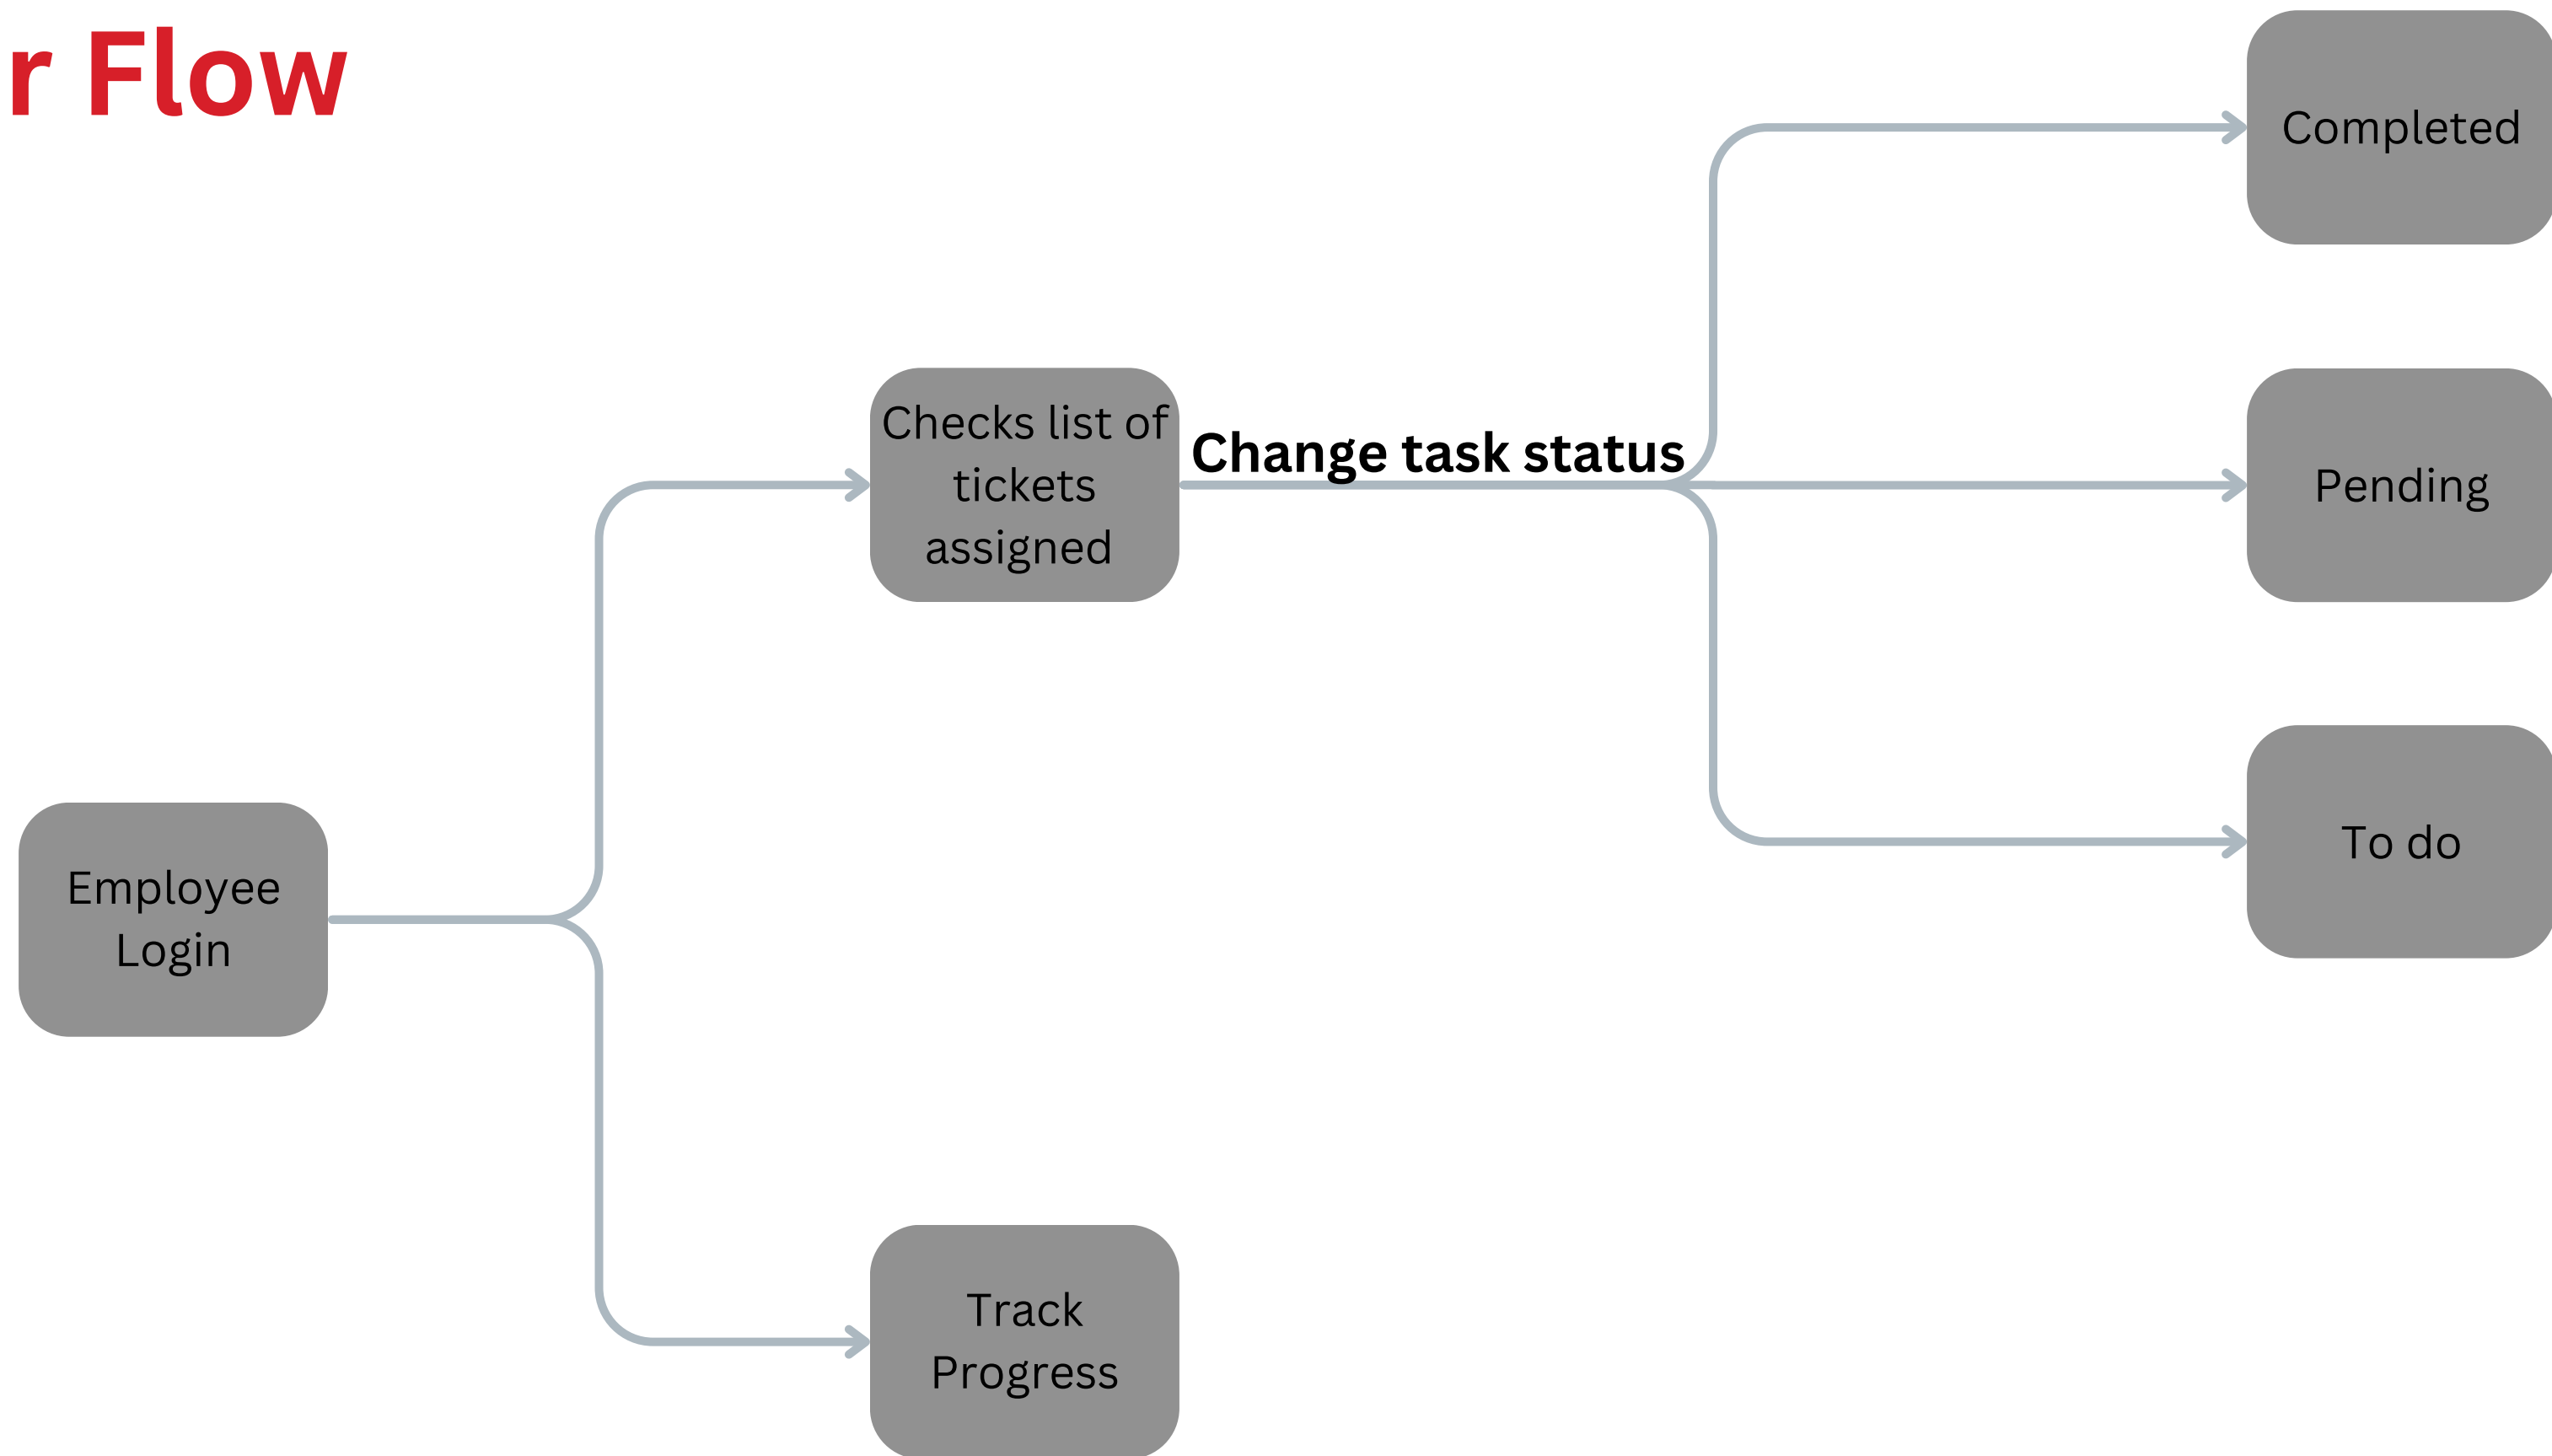 r Flow
Completed
Checks list of
tickets
assigned
Change task status
Pending
To do
Employee
Login
Track
Progress